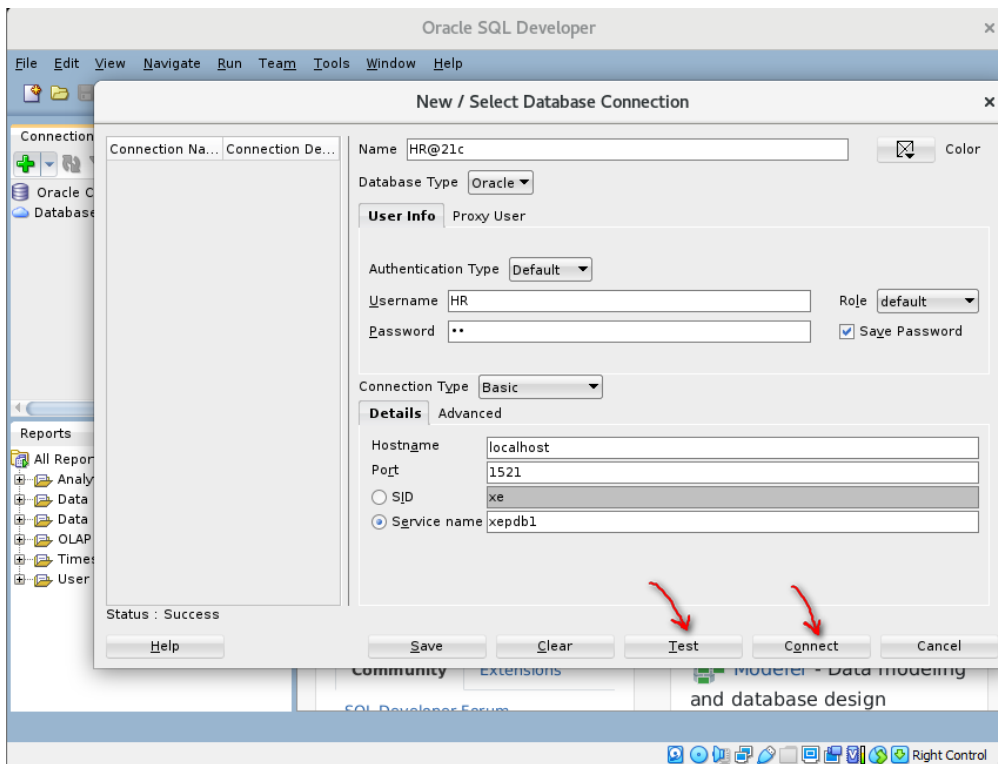 Oracle SQL Developer
File Edit View Navigate Run Team Tools Window Help
New / Select Database Connection
Connection
Oracle C
Database
Connection Na... Connection De...
Name HR@21c Color
Database Type Oracle
User Info Proxy User
Authentication Type Default
Username HR Role default
Password •• Save Password
Connection Type Basic
Details Advanced
Hostname localhost
Port 1521
SID xe
Service name xepdb1
Reports
All Repor
Analy
Data
Data
OLAP
Times
User
Status : Success
Help Save Clear Test Connect Cancel
Community Extensions Modeler - Data modeling
and database design
SQL Developer Forum
Right Control